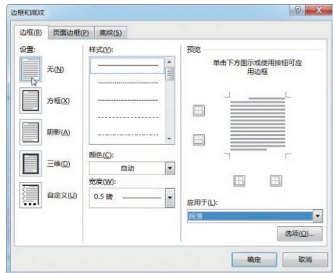 边框和底纹
边框(B) 页面边框(P) 底纹(S)
设置:
无(N)
方框(X)
阴影(A)
三维(D)
自定义(U)
样式(Y):
颜色(C):
自动
宽度(W):
0.5 磅
预览
单击下方图示或使用按钮可应
用边框
应用于(L):
段落
选项(O)...
确定 取消